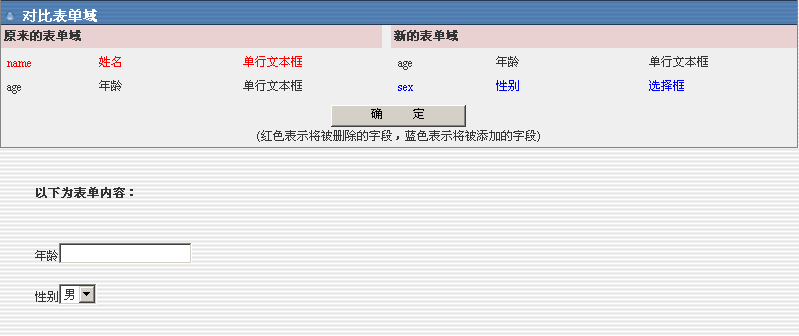 对比表单域
原来的表单域 新的表单域
name 姓名 单行文本框 age 年龄 单行文本框
age 年龄 单行文本框 sex 性别 选择框
确 定
(红色表示将被删除的字段，蓝色表示将被添加的字段)
以下为表单内容：
年龄
性别 男